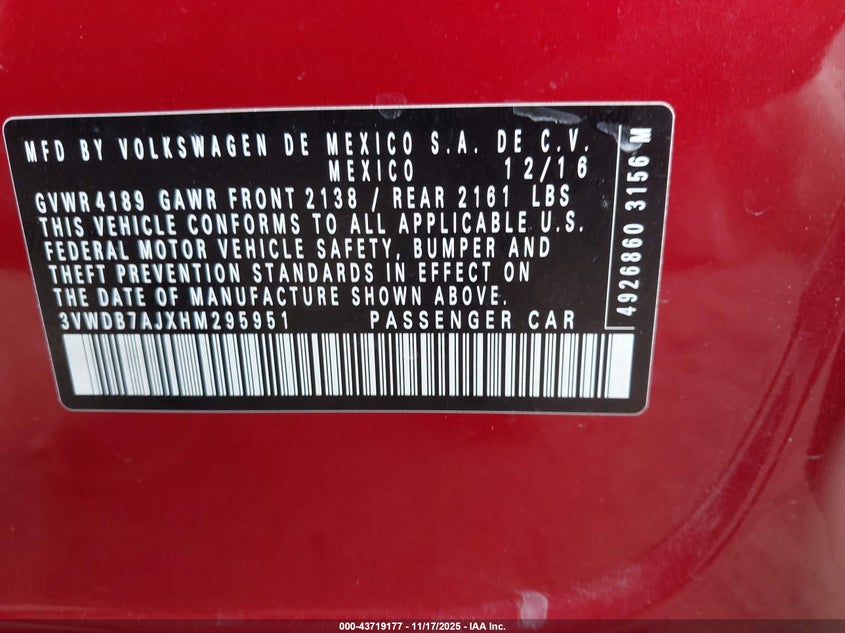 MFD BY VOLKSWAGEN DE MEXICO S.A. DE C.V.
MEXICO 12/16
GVWR 4189 GAWR FRONT 2138 / REAR 2161 LBS
THIS VEHICLE CONFORMS TO ALL APPLICABLE U.S.
FEDERAL MOTOR VEHICLE SAFETY, BUMPER AND
THEFT PREVENTION STANDARDS IN EFFECT ON
THE DATE OF MANUFACTURE SHOWN ABOVE.
3VWDB7AJXHM295951 PASSENGER CAR
4926860 3156 M
000-43719177 - 11/17/2025 - IAA Inc.